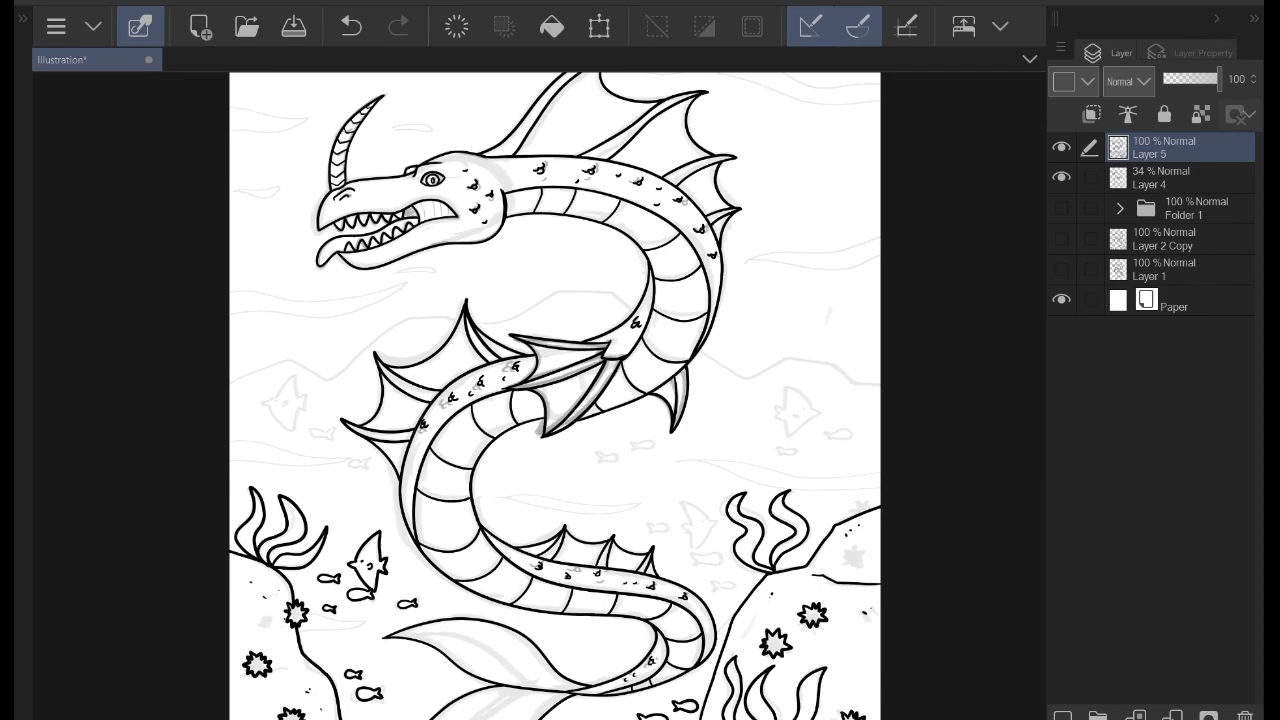 Illustration*
Layer
Layer Property
Normal
100
100 % Normal
Layer 5
34 % Normal
Layer 4
100 % Normal
Folder 1
100 % Normal
Layer 2 Copy
100 % Normal
Layer 1
Paper